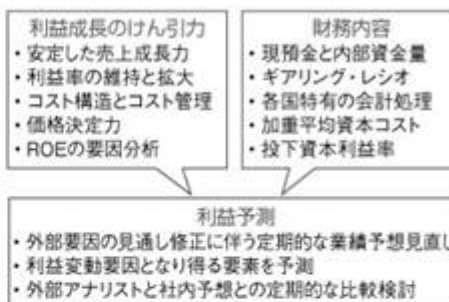 利益成長のけん引力
・安定した売上成長力
・利益率の維持と拡大
・コスト構造とコスト管理
・価格決定力
・ROEの要因分析
財務内容
・現預金と内部資金量
・ギアリング・レシオ
・各国特有の会計処理
・加重平均資本コスト
・投下資本利益率
利益予測
・外部要因の見通し修正に伴う定期的な業績予想見直し
・利益変動要因となり得る要素を予測
・外部アナリストと社内予想との定期的な比較検討